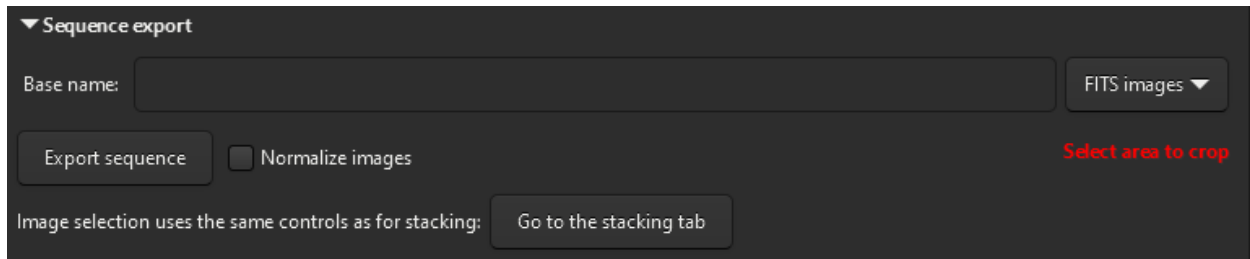 Sequence export
Base name:
FITS images
Export sequence
Normalize images
Select area to crop
Image selection uses the same controls as for stacking:
Go to the stacking tab